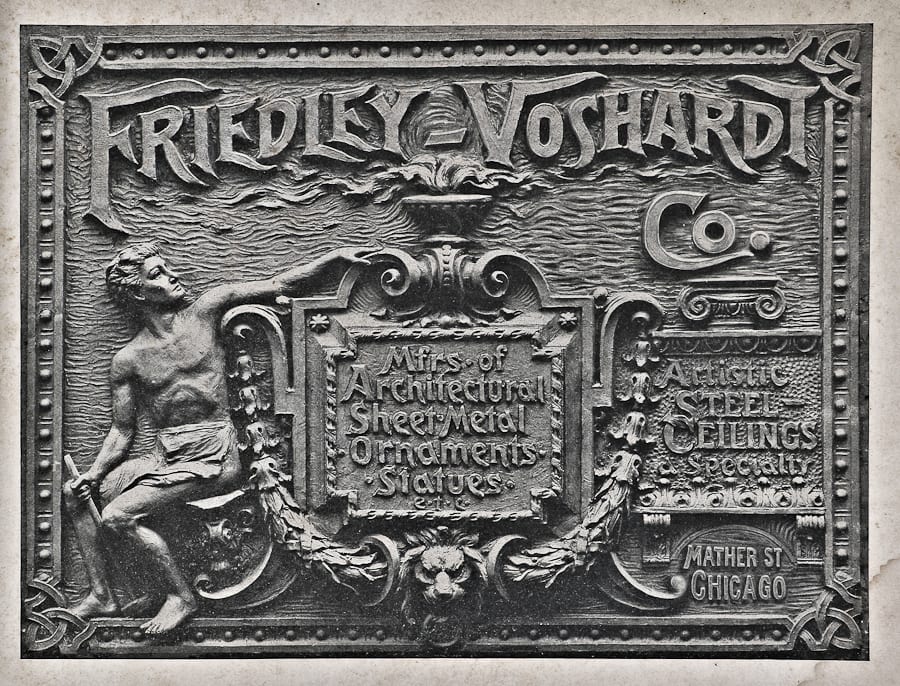 FRIEDLEY-VOSHARDT
Co.
Mfrs. of
Architectural
Sheet-Metal
Ornaments.
Statues.
etc
Artistic
STEEL-
CEILINGS
a Specialty
MATHER ST
CHICAGO